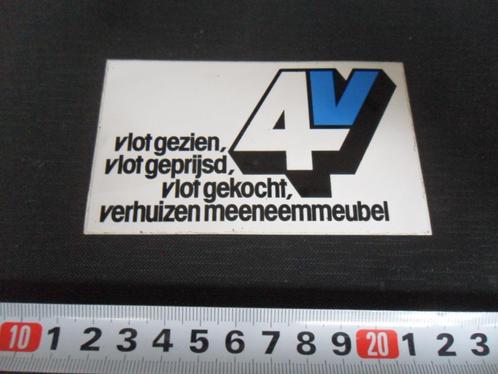 4V
vlot gezien,
vlot geprijsd,
vlot gekocht,
verhuizen meeneemmeubel
10 1 2 3 4 5 6 7 8 9 20 1 2 3